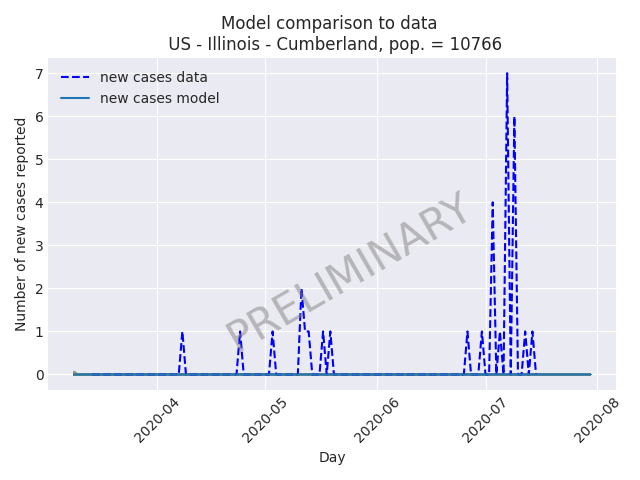 Model comparison to data
US - Illinois - Cumberland, pop. = 10766
new cases data
new cases model
Number of new cases reported
7
6
5
4
3
2
1
0
PRELIMINARY
2020-04
2020-05
2020-06
2020-07
2020-08
Day